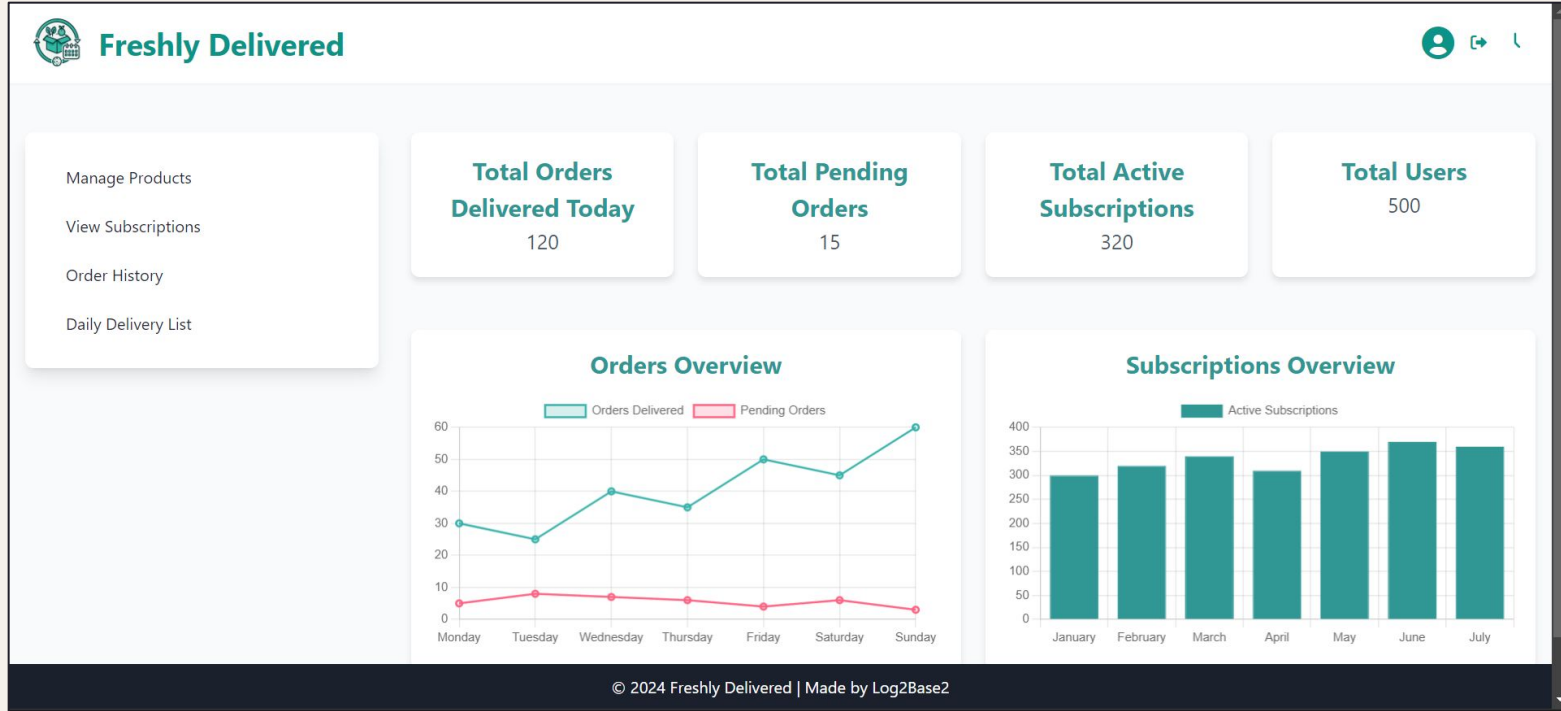 Freshly Delivered
Manage Products
View Subscriptions
Order History
Daily Delivery List
Total Orders
Delivered Today
120
Total Pending
Orders
15
Total Active
Subscriptions
320
Total Users
500
Orders Overview
Orders Delivered Pending Orders
60
50
40
30
20
10
0
Monday Tuesday Wednesday Thursday Friday Saturday Sunday
Subscriptions Overview
Active Subscriptions
400
350
300
250
200
150
100
50
0
January February March April May June July
© 2024 Freshly Delivered | Made by Log2Base2